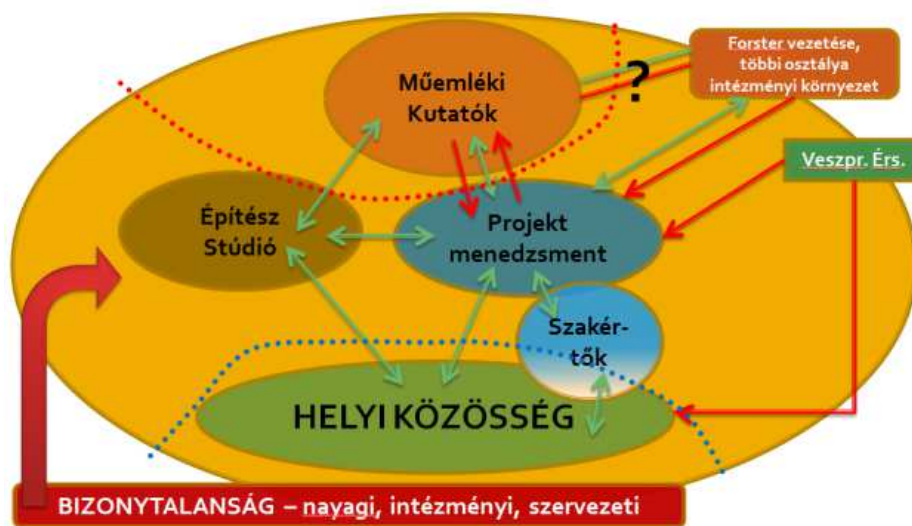 Forster vezetése,
többi osztálya
intézményi környezet
?
Műemléki
Kutatók
Veszpr. Érs.
Építész
Stúdió
Projekt
menedzsment
Szakér-
tők
HELYI KÖZÖSSÉG
BIZONYTALANSÁG – nayagi, intézményi, szervezeti